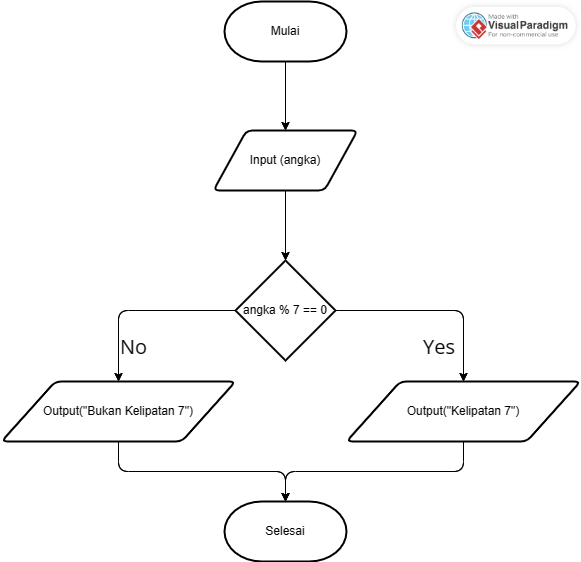 Mulai
Made with
Visual Paradigm
For non-commercial use
Input (angka)
angka % 7 == 0
No
Yes
Output("Bukan Kelipatan 7")
Output("Kelipatan 7")
Selesai